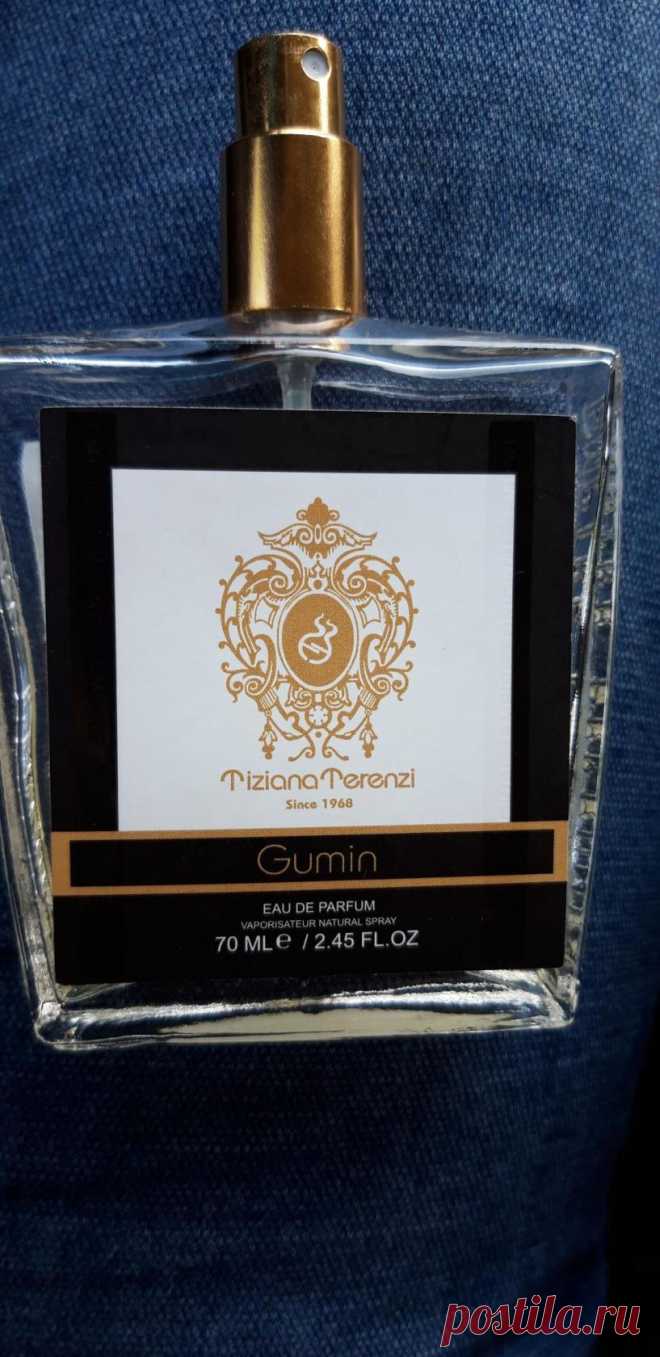 Tiziana Terenzi
Since 1968
Gumin
EAU DE PARFUM
VAPORISATEUR NATURAL SPRAY
70 ML℮ / 2.45 FL.OZ
postila.ru